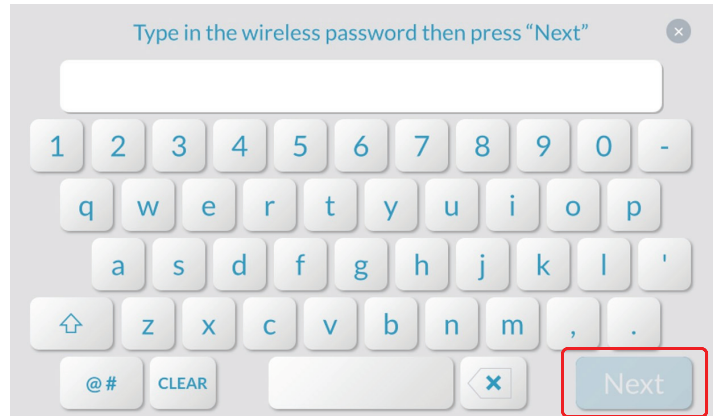 Type in the wireless password then press “Next”
1 2 3 4 5 6 7 8 9 0 -
q w e r t y u i o p
a s d f g h j k l '
z x c v b n m , .
@# CLEAR Next